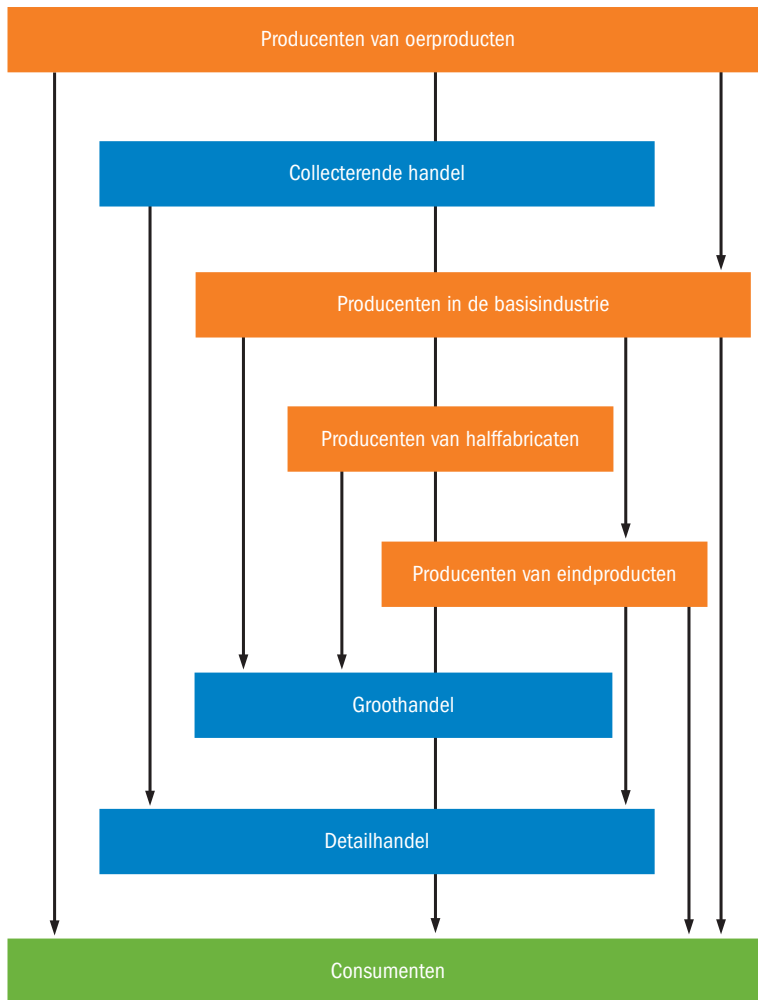 Producenten van oerproducten
Collecterende handel
Producenten in de basisindustrie
Producenten van halffabricaten
Producenten van eindproducten
Groothandel
Detailhandel
Consumenten